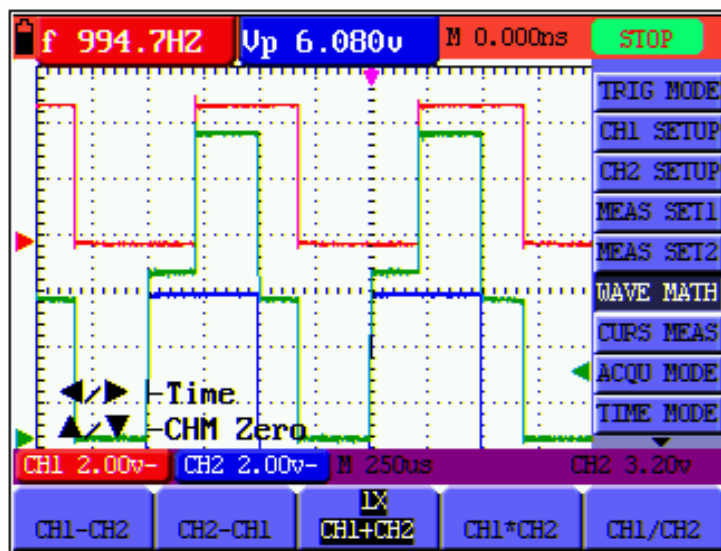 f 994.7HZ Vp 6.080v M 0.000ns STOP
TRIG MODE
CH1 SETUP
CH2 SETUP
MEAS SET1
MEAS SET2
WAVE MATH
CURS MEAS
ACQU MODE
TIME MODE
◀/▶ -Time
▲/▼ -CHM Zero
CH1 2.00v- CH2 2.00v- M 250us CH2 3.20v
CH1-CH2 CH2-CH1 1X CH1+CH2 CH1*CH2 CH1/CH2